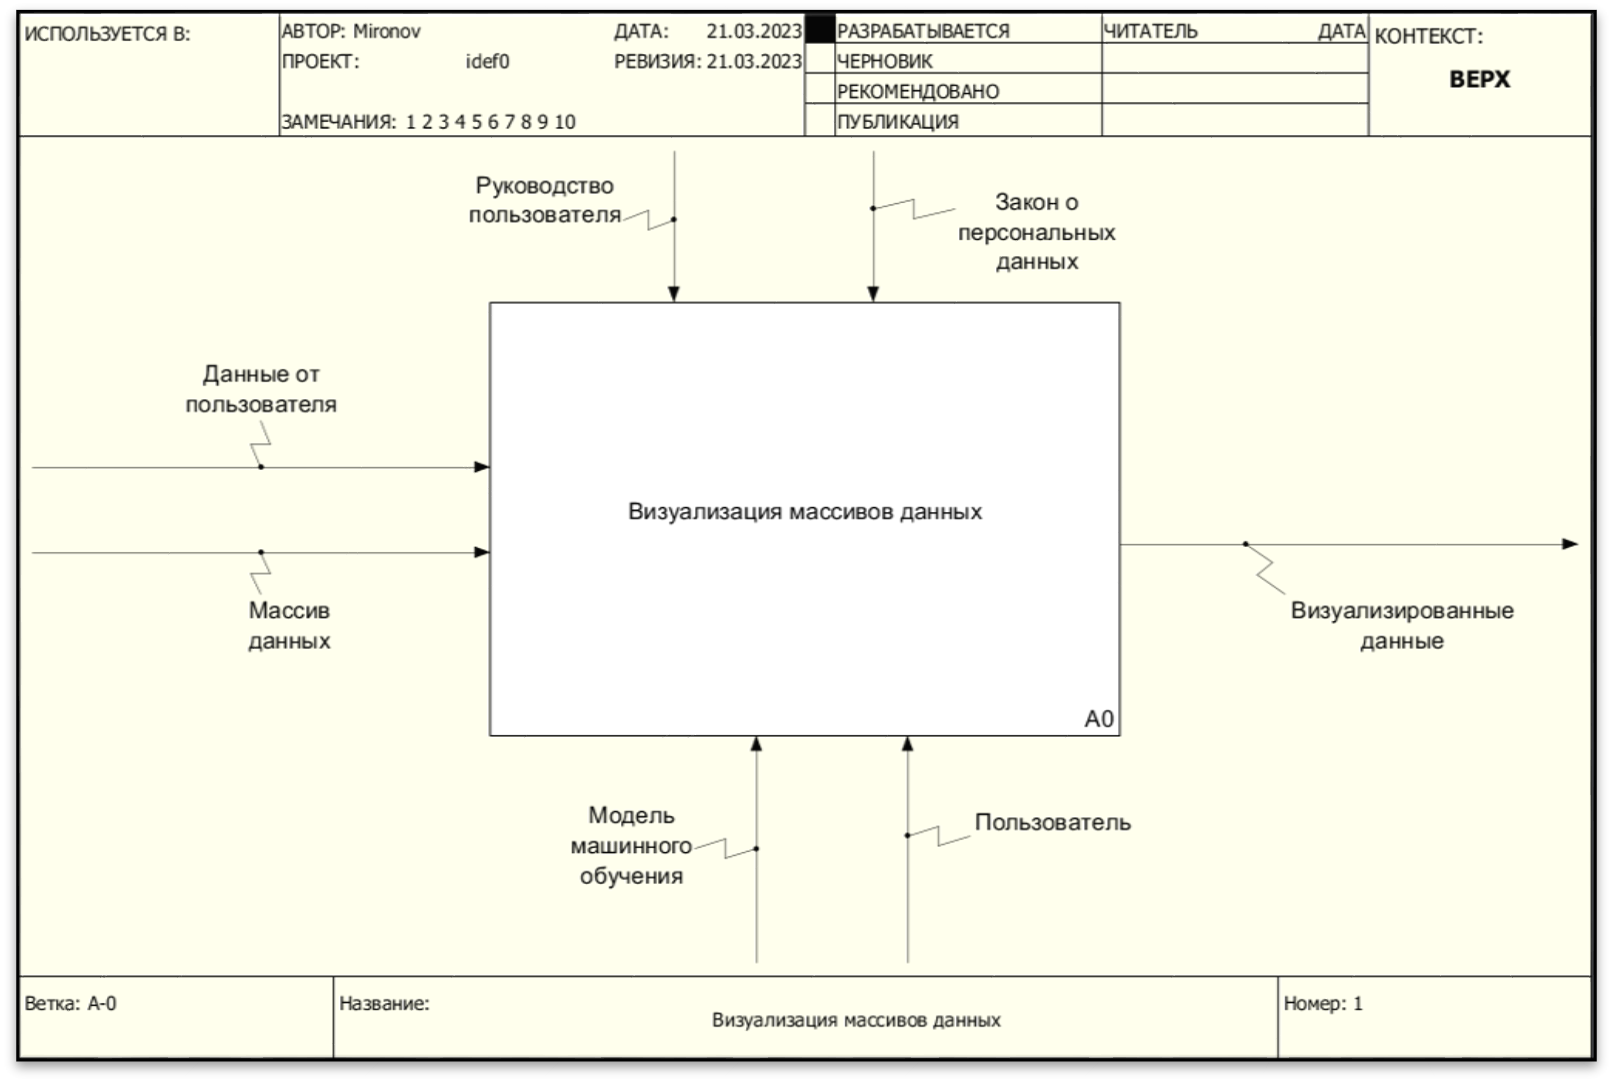 ИСПОЛЬЗУЕТСЯ В:
АВТОР: Mironov
ДАТА: 21.03.2023
ПРОЕКТ: idef0
РЕВИЗИЯ: 21.03.2023
ЗАМЕЧАНИЯ: 1 2 3 4 5 6 7 8 9 10
РАЗРАБАТЫВАЕТСЯ
ЧЕРНОВИК
РЕКОМЕНДОВАНО
ПУБЛИКАЦИЯ
ЧИТАТЕЛЬ ДАТА
КОНТЕКСТ:
ВЕРХ
Руководство
пользователя
Закон о
персональных
данных
Данные от
пользователя
Массив
данных
Визуализация массивов данных
A0
Визуализированные
данные
Модель
машинного
обучения
Пользователь
Ветка: A-0
Название:
Визуализация массивов данных
Номер: 1